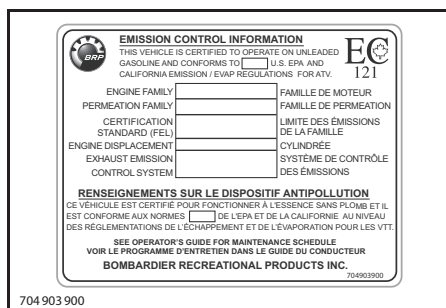 EMISSION CONTROL INFORMATION
THIS VEHICLE IS CERTIFIED TO OPERATE ON UNLEADED
GASOLINE AND CONFORMS TO U.S. EPA AND
CALIFORNIA EMISSION / EVAP REGULATIONS FOR ATV.
BRP
EC
121
ENGINE FAMILY FAMILLE DE MOTEUR
PERMEATION FAMILY FAMILLE DE PERMEATION
CERTIFICATION LIMITE DES ÉMISSIONS
STANDARD (FEL) DE LA FAMILLE
ENGINE DISPLACEMENT CYLINDRÉE
EXHAUST EMISSION SYSTÈME DE CONTRÔLE
CONTROL SYSTEM DES ÉMISSIONS
RENSEIGNEMENTS SUR LE DISPOSITIF ANTIPOLLUTION
CE VÉHICULE EST CERTIFIÉ POUR FONCTIONNER À L'ESSENCE SANS PLOMB ET IL
EST CONFORME AUX NORMES DE L'EPA ET DE LA CALIFORNIE AU NIVEAU
DES RÉGLEMENTATIONS DE L'ÉCHAPPEMENT ET DE L'ÉVAPORATION POUR LES VTT.
SEE OPERATOR'S GUIDE FOR MAINTENANCE SCHEDULE
VOIR LE PROGRAMME D'ENTRETIEN DANS LE GUIDE DU CONDUCTEUR
BOMBARDIER RECREATIONAL PRODUCTS INC.
704903900
704 903 900